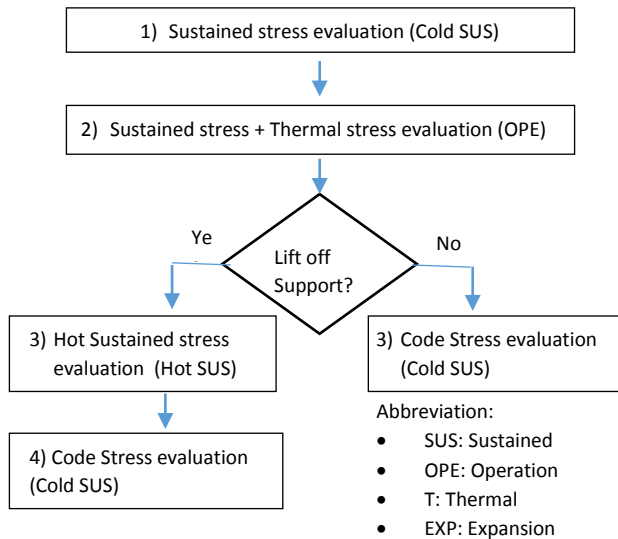 1) Sustained stress evaluation (Cold SUS)
2) Sustained stress + Thermal stress evaluation (OPE)
Ye
No
Lift off
Support?
3) Hot Sustained stress
evaluation (Hot SUS)
3) Code Stress evaluation
(Cold SUS)
4) Code Stress evaluation
(Cold SUS)
Abbreviation:
• SUS: Sustained
• OPE: Operation
• T: Thermal
• EXP: Expansion